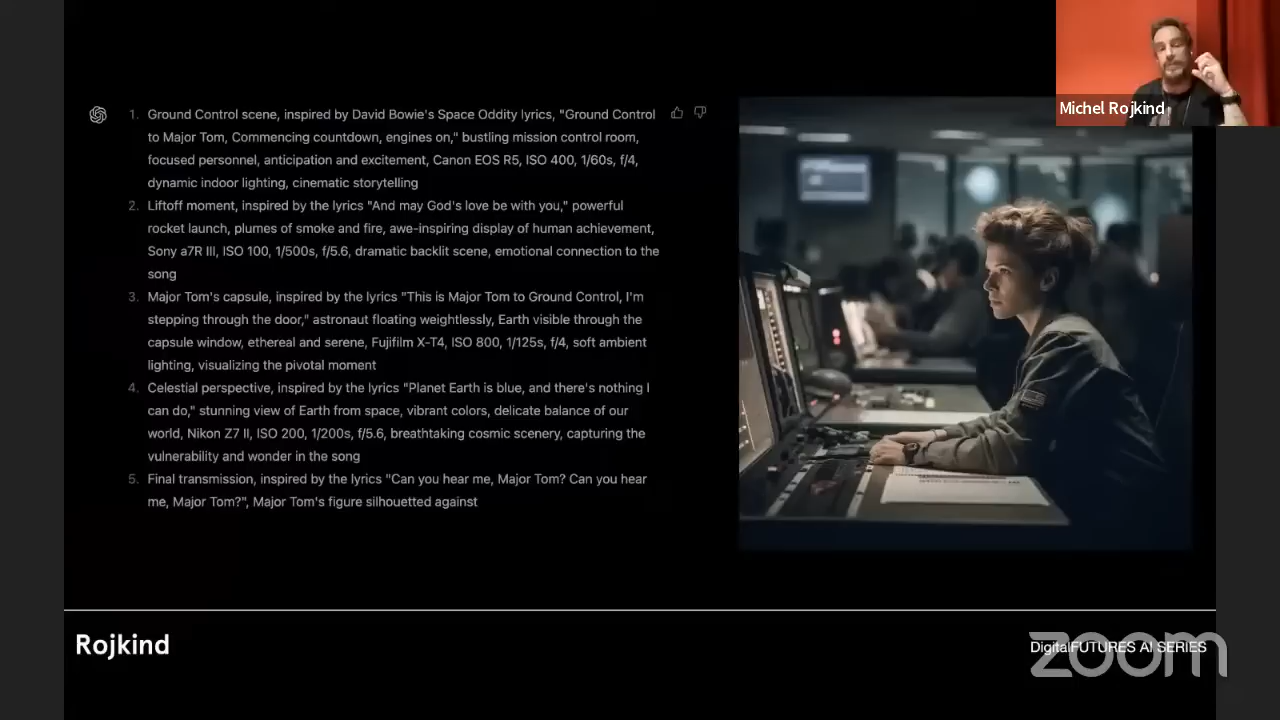 Michel Rojkind
1. Ground Control scene, inspired by David Bowie's Space Oddity lyrics, "Ground Control
to Major Tom, Commencing countdown, engines on," bustling mission control room,
focused personnel, anticipation and excitement, Canon EOS R5, ISO 400, 1/60s, f/4,
dynamic indoor lighting, cinematic storytelling
2. Liftoff moment, inspired by the lyrics "And may God's love be with you," powerful
rocket launch, plumes of smoke and fire, awe-inspiring display of human achievement,
Sony a7R III, ISO 100, 1/500s, f/5.6, dramatic backlit scene, emotional connection to the
song
3. Major Tom's capsule, inspired by the lyrics "This is Major Tom to Ground Control, I'm
stepping through the door," astronaut floating weightlessly, Earth visible through the
capsule window, ethereal and serene, Fujifilm X-T4, ISO 800, 1/125s, f/4, soft ambient
lighting, visualizing the pivotal moment
4. Celestial perspective, inspired by the lyrics "Planet Earth is blue, and there's nothing I
can do," stunning view of Earth from space, vibrant colors, delicate balance of our
world, Nikon Z7 II, ISO 200, 1/200s, f/5.6, breathtaking cosmic scenery, capturing the
vulnerability and wonder in the song
5. Final transmission, inspired by the lyrics "Can you hear me, Major Tom? Can you hear
me, Major Tom?", Major Tom's figure silhouetted against
Rojkind
DigitalFUTURES AI SERIES
zoom